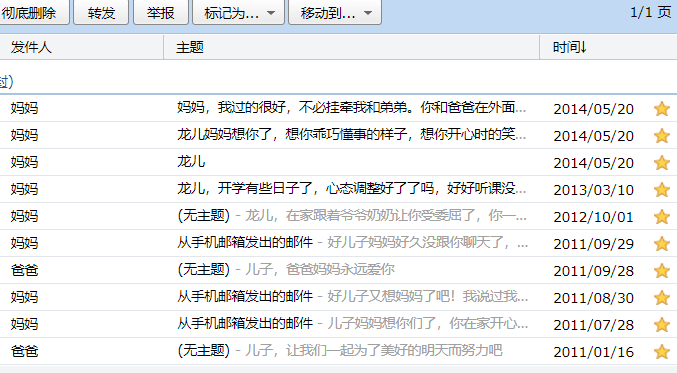 彻底删除 转发 举报 标记为... 移动到... 1/1 页
发件人 主题 时间↓
封)
妈妈 妈妈，我过的很好，不必挂牵我和弟弟。你和爸爸在外面... 2014/05/20
妈妈 龙儿妈妈想你了，想你乖巧懂事的样子，想你开心时的笑... 2014/05/20
妈妈 龙儿 2014/05/20
妈妈 龙儿，开学有些日子了，心态调整好了了吗，好好听课没... 2013/03/10
妈妈 (无主题) - 龙儿，在家跟着爷爷奶奶让你受委屈了，你一... 2012/10/01
妈妈 从手机邮箱发出的邮件 - 好儿子妈妈好久没跟你聊天了，... 2011/09/29
爸爸 (无主题) - 儿子，爸爸妈妈永远爱你 2011/09/28
妈妈 从手机邮箱发出的邮件 - 好儿子又想妈妈了吧！我说过我... 2011/08/30
妈妈 从手机邮箱发出的邮件 - 儿子妈妈想你们了，你在家开心... 2011/07/28
爸爸 (无主题) - 儿子，让我们一起为了美好的明天而努力吧 2011/01/16